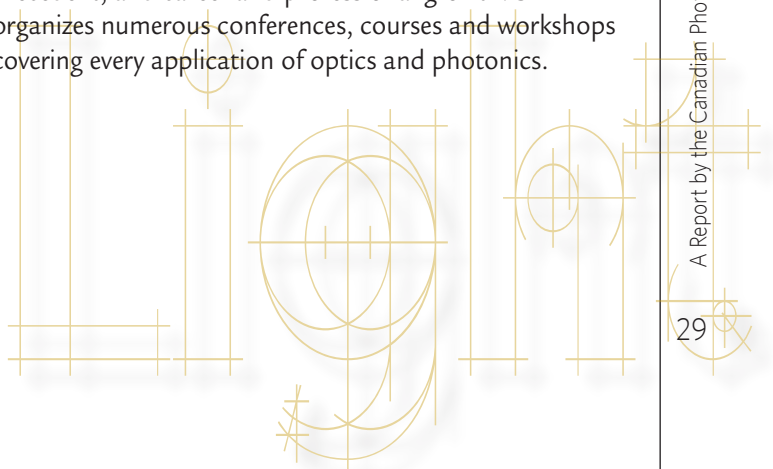 organizes numerous conferences, courses and workshops
covering every application of optics and photonics.
Light
A Report by the Canadian Pho
29